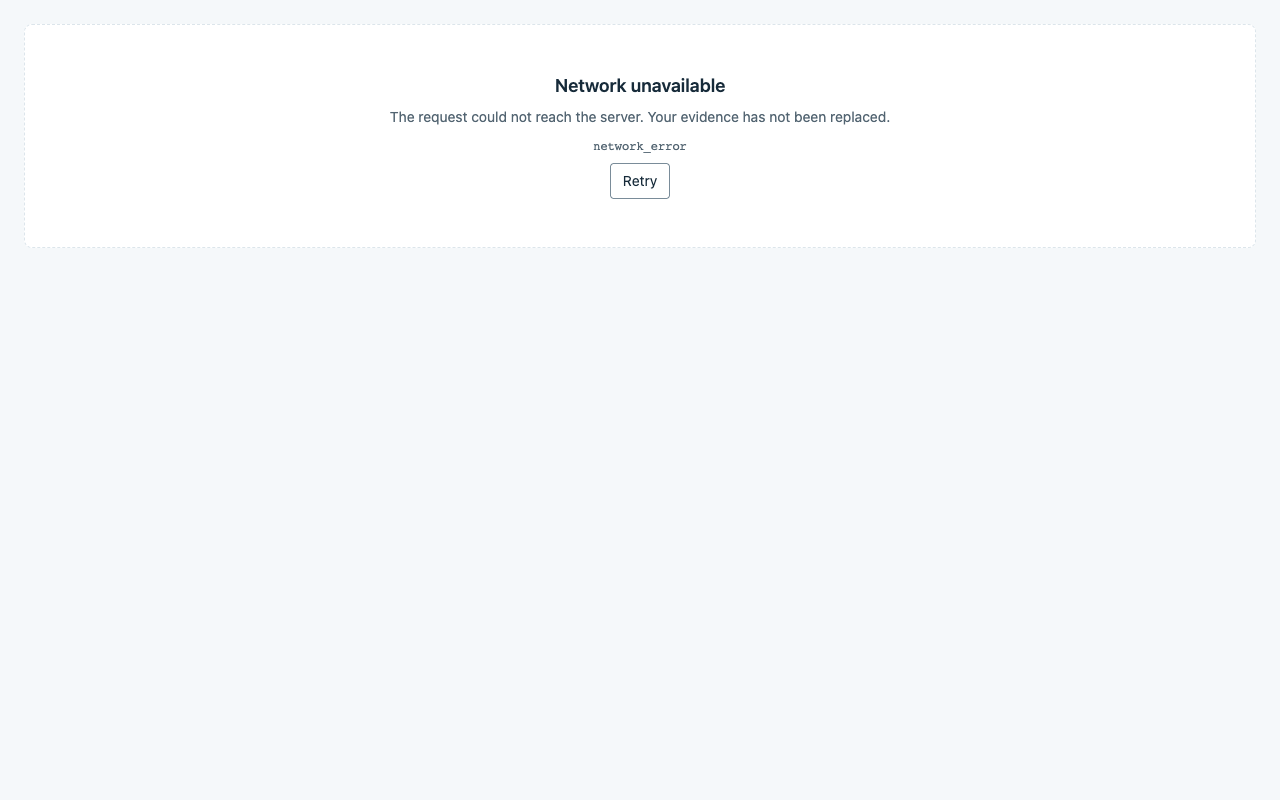 Network unavailable
The request could not reach the server. Your evidence has not been replaced.
network_error
Retry